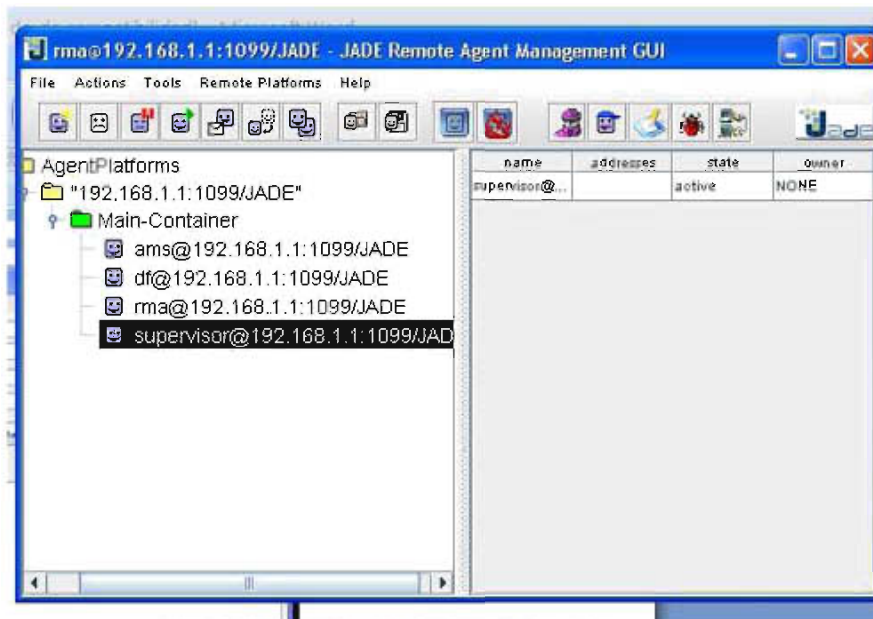 rma@192.168.1.1:1099/JADE - JADE Remote Agent Management GUI
File Actions Tools Remote Platforms Help
Jade
AgentPlatforms
"192.168.1.1:1099/JADE"
Main-Container
ams@192.168.1.1:1099/JADE
df@192.168.1.1:1099/JADE
rma@192.168.1.1:1099/JADE
supervisor@192.168.1.1:1099/JAD
name addresses state owner
supervisor@... active NONE